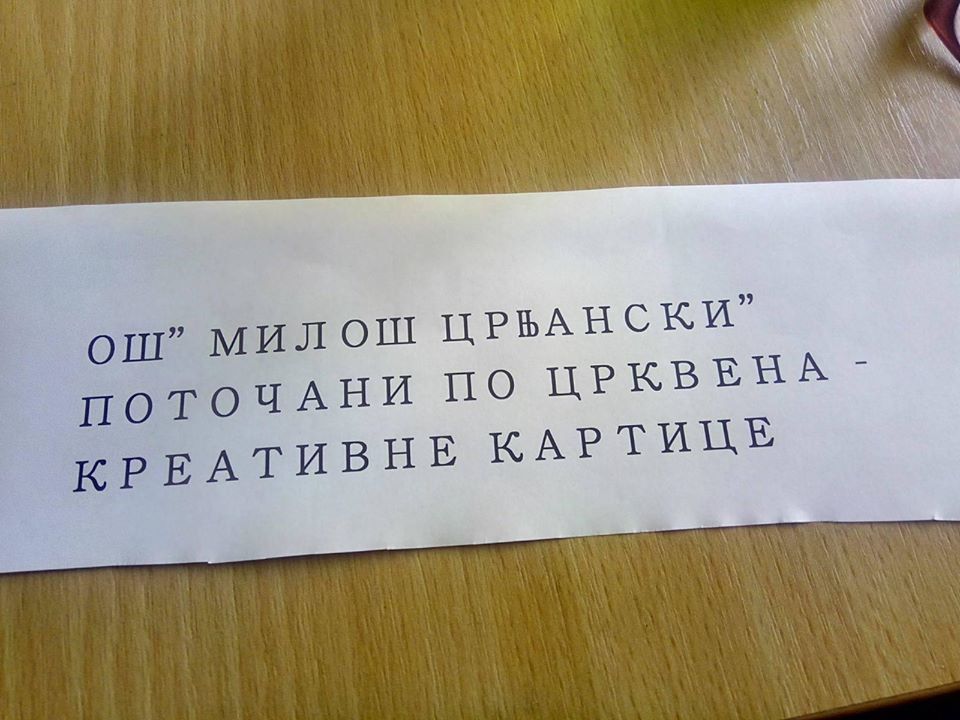 ОШ” МИЛОШ ЦРЊАНСКИ”
ПОТОЧАНИ ПО ЦРКВЕНА -
КРЕАТИВНЕ КАРТИЦЕ